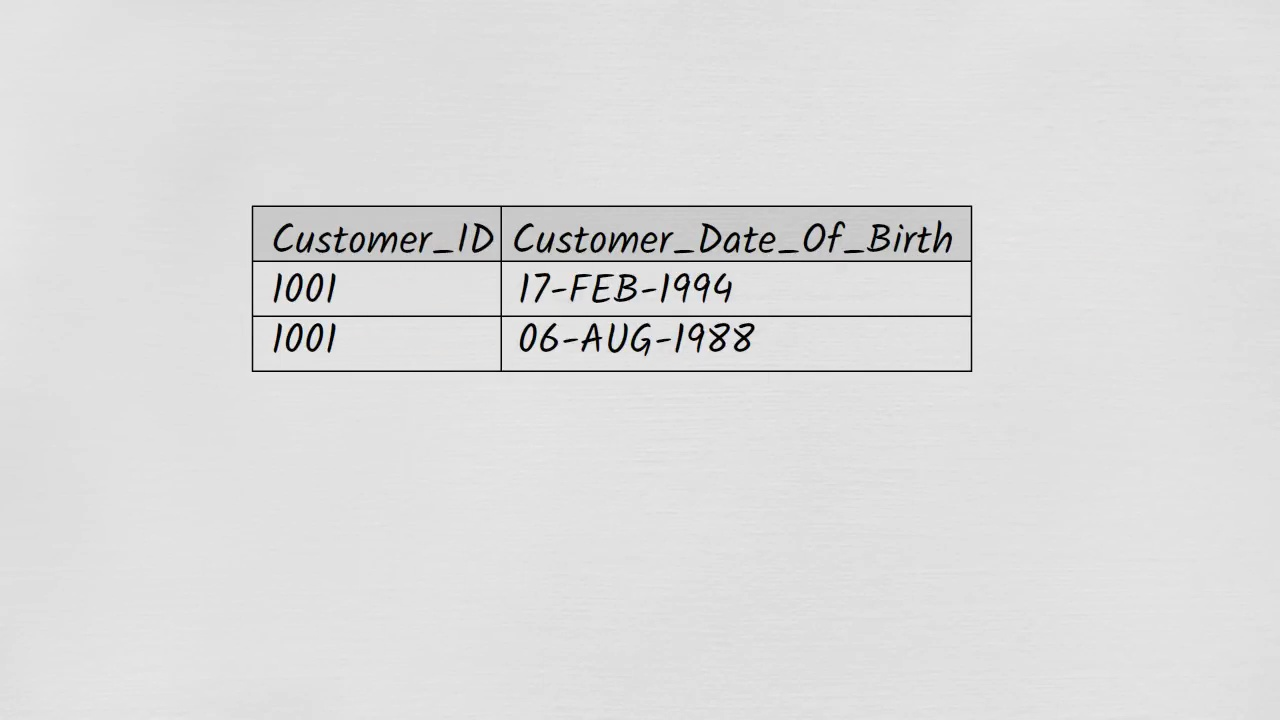 Customer_ID Customer_Date_Of_Birth
1001 17-FEB-1994
1001 06-AUG-1988